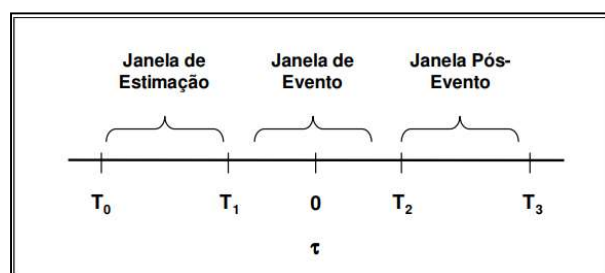 Janela de
Estimação
Janela de
Evento
Janela Pós-
Evento
T₀ T₁ 0 T₂ T₃
τ